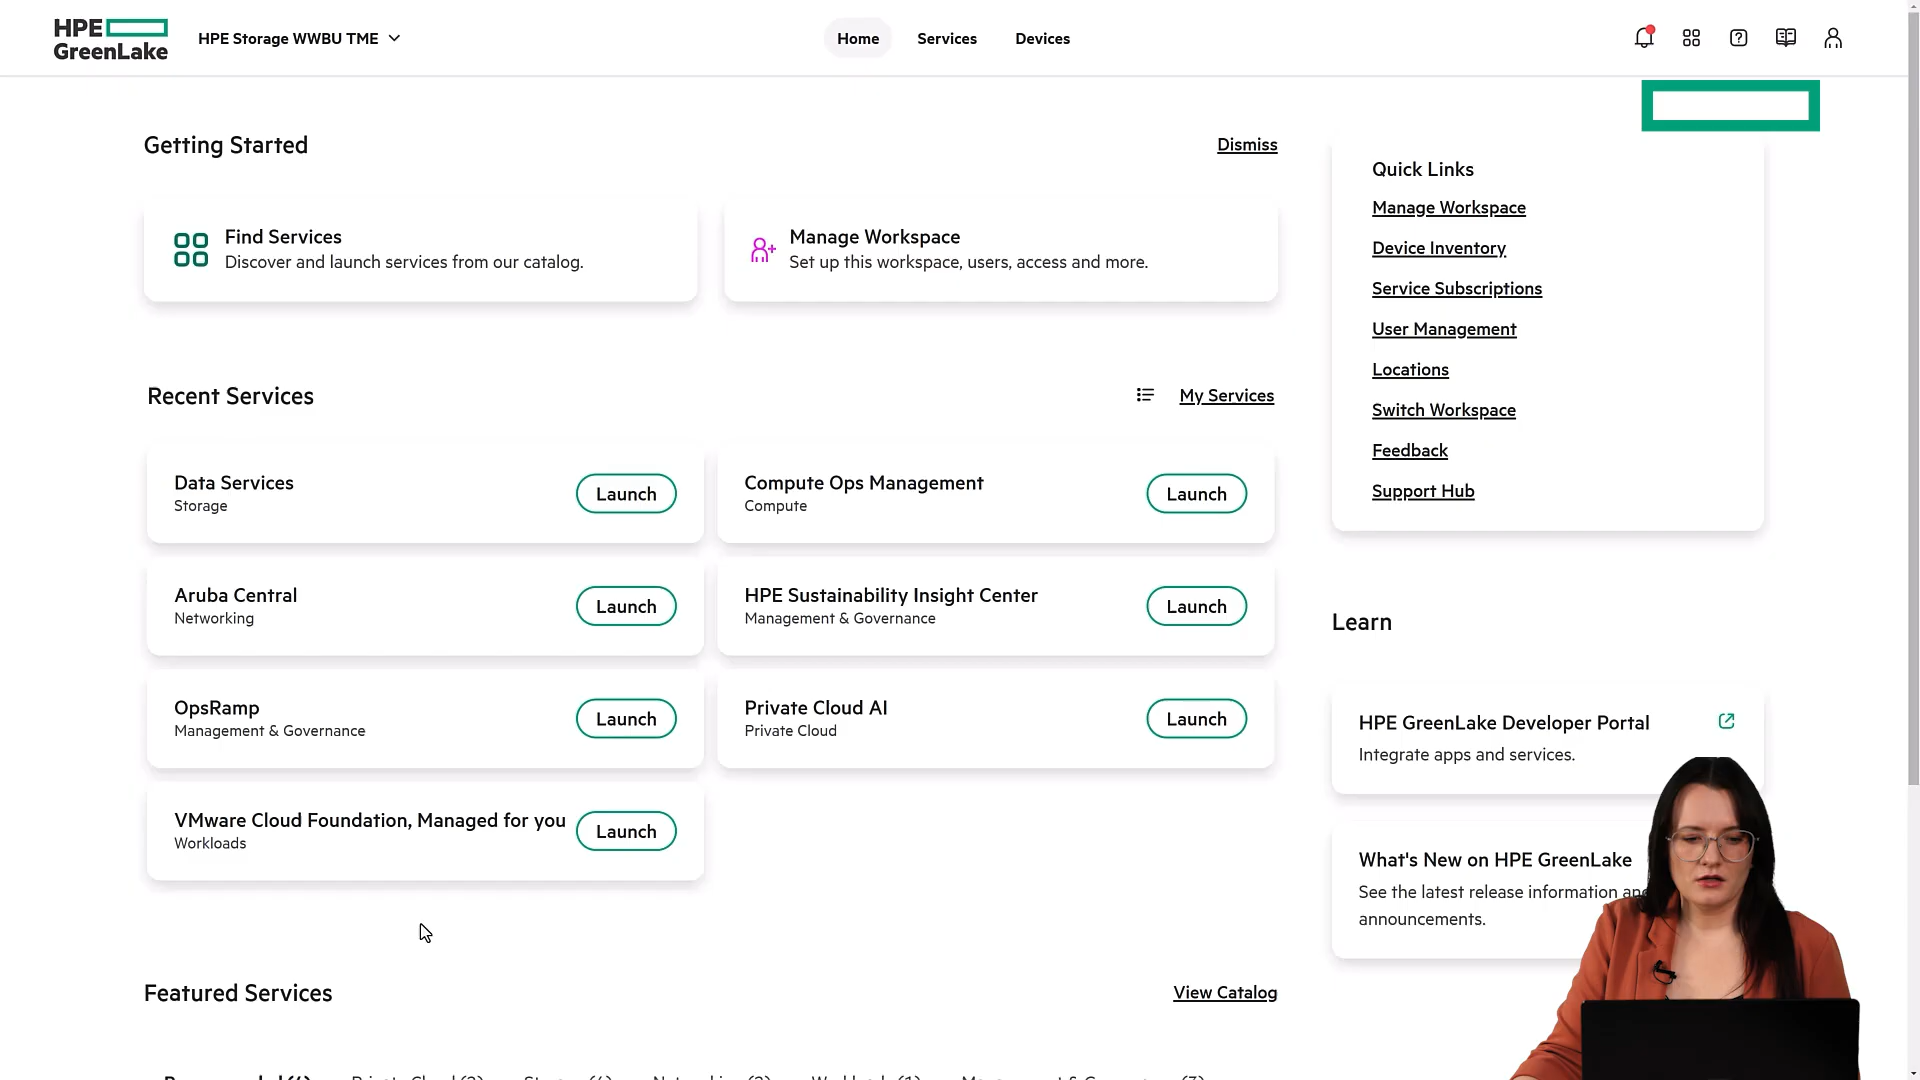 HPE
GreenLake
HPE Storage WWBU TME
Home
Services
Devices
Getting Started
Dismiss
Find Services
Discover and launch services from our catalog.
Manage Workspace
Set up this workspace, users, access and more.
Recent Services
My Services
Data Services
Storage
Launch
Compute Ops Management
Compute
Launch
Aruba Central
Networking
Launch
HPE Sustainability Insight Center
Management & Governance
Launch
OpsRamp
Management & Governance
Launch
Private Cloud AI
Private Cloud
Launch
VMware Cloud Foundation, Managed for you
Workloads
Launch
Featured Services
View Catalog
Quick Links
Manage Workspace
Device Inventory
Service Subscriptions
User Management
Locations
Switch Workspace
Feedback
Support Hub
Learn
HPE GreenLake Developer Portal
Integrate apps and services.
What's New on HPE GreenLake
See the latest release information and
announcements.